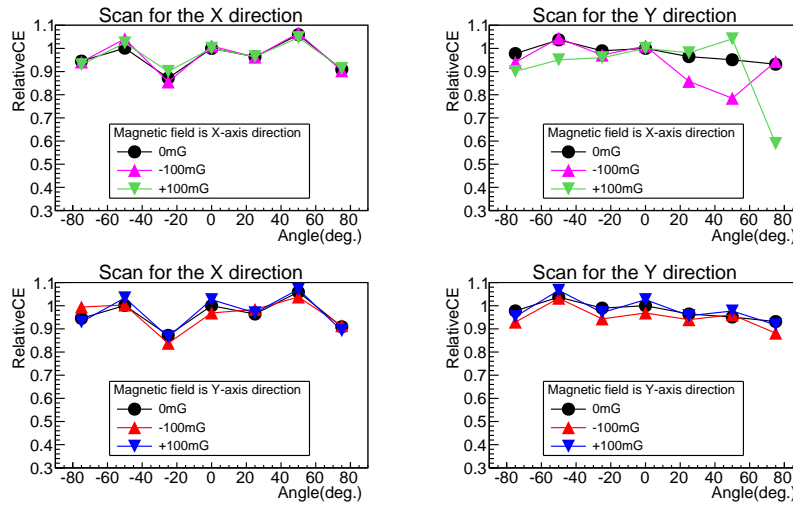 Scan for the X direction
RelativeCE
1.1
1
0.9
0.8
0.7
0.6
0.5
0.4
0.3
Magnetic field is X-axis direction
0mG
-100mG
+100mG
-80 -60 -40 -20 0 20 40 60 80
Angle(deg.)
Scan for the Y direction
RelativeCE
1.1
1
0.9
0.8
0.7
0.6
0.5
0.4
0.3
Magnetic field is X-axis direction
0mG
-100mG
+100mG
-80 -60 -40 -20 0 20 40 60 80
Angle(deg.)
Scan for the X direction
RelativeCE
1.1
1
0.9
0.8
0.7
0.6
0.5
0.4
0.3
Magnetic field is Y-axis direction
0mG
-100mG
+100mG
-80 -60 -40 -20 0 20 40 60 80
Angle(deg.)
Scan for the Y direction
RelativeCE
1.1
1
0.9
0.8
0.7
0.6
0.5
0.4
0.3
Magnetic field is Y-axis direction
0mG
-100mG
+100mG
-80 -60 -40 -20 0 20 40 60 80
Angle(deg.)